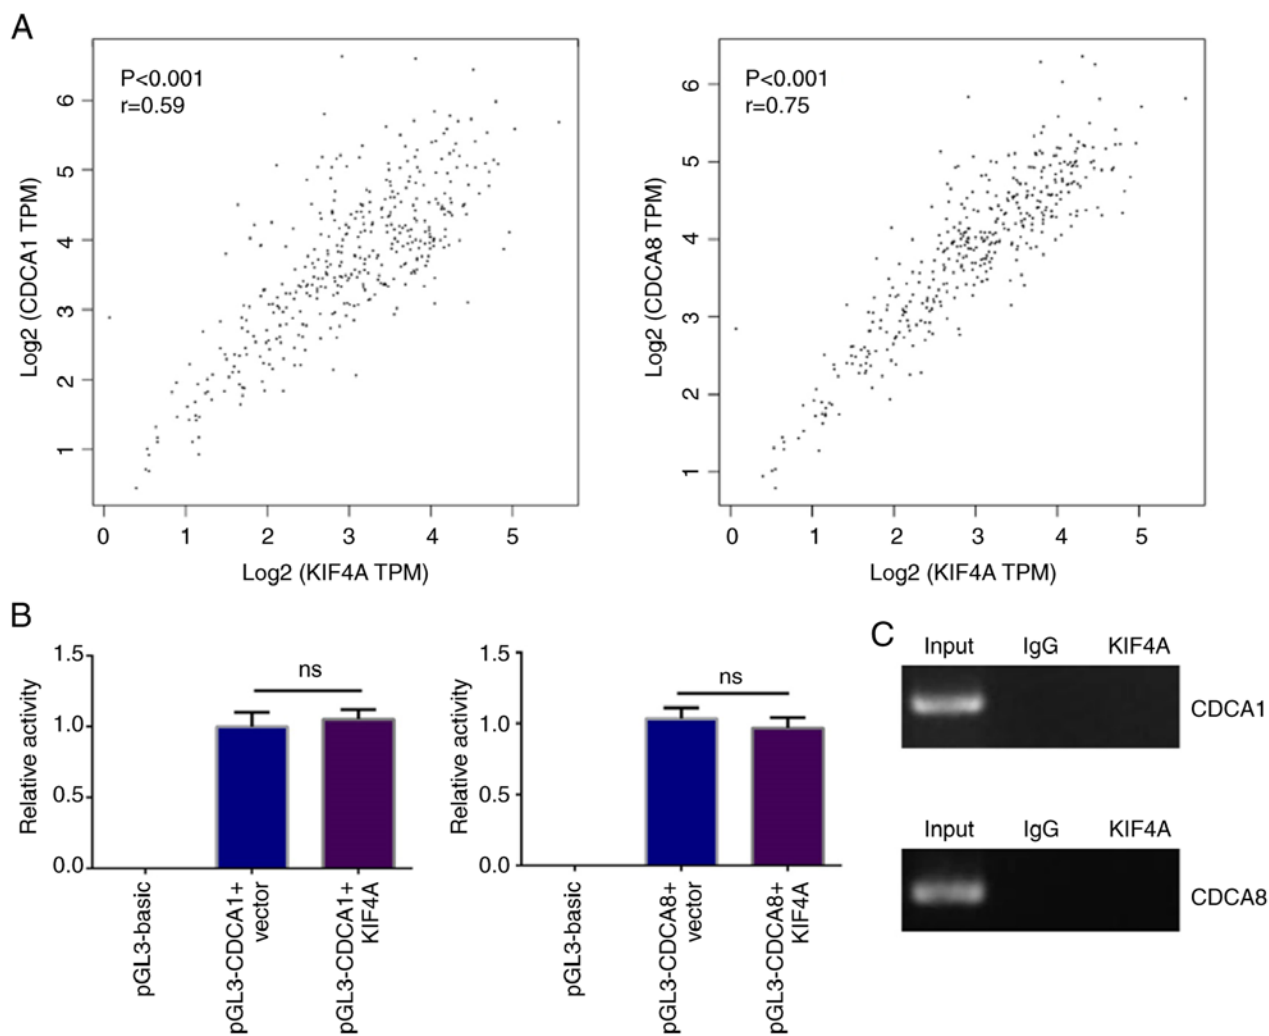 A
P<0.001
r=0.59
Log2 (CDCA1 TPM)
6
5
4
3
2
1
0 1 2 3 4 5
Log2 (KIF4A TPM)
P<0.001
r=0.75
Log2 (CDCA8 TPM)
6
5
4
3
2
1
0 1 2 3 4 5
Log2 (KIF4A TPM)
B
Relative activity
1.5
1.0
0.5
0.0
ns
pGL3-basic
pGL3-CDCA1+
vector
pGL3-CDCA1+
KIF4A
Relative activity
1.5
1.0
0.5
0.0
ns
pGL3-basic
pGL3-CDCA8+
vector
pGL3-CDCA8+
KIF4A
C
Input IgG KIF4A
CDCA1
Input IgG KIF4A
CDCA8